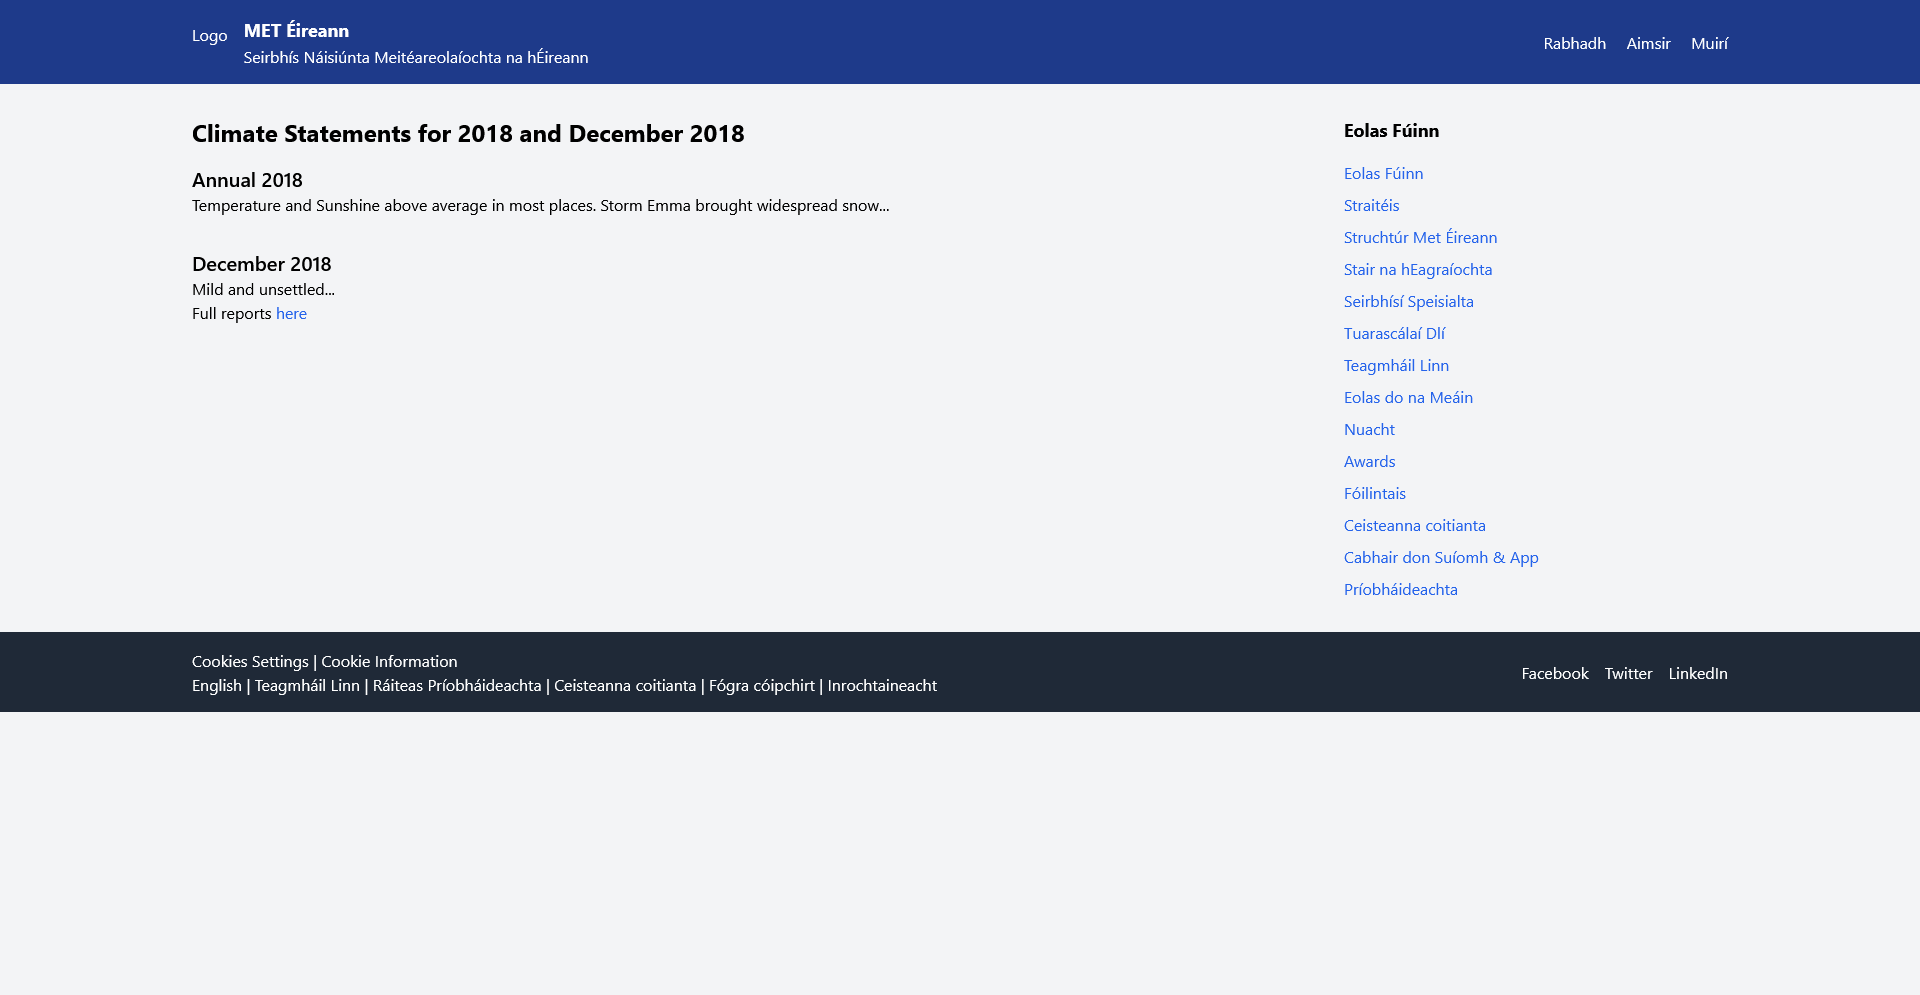 Logo
MET Éireann
Seirbhís Náisiúnta Meitéareolaíochta na hÉireann
Rabhadh Aimsir Muirí
Climate Statements for 2018 and December 2018
Annual 2018
Temperature and Sunshine above average in most places. Storm Emma brought widespread snow...
December 2018
Mild and unsettled...
Full reports here
Eolas Fúinn
Eolas Fúinn
Straitéis
Struchtúr Met Éireann
Stair na hEagraíochta
Seirbhísí Speisialta
Tuarascálaí Dlí
Teagmháil Linn
Eolas do na Meáin
Nuacht
Awards
Fóilintais
Ceisteanna coitianta
Cabhair don Suíomh & App
Príobháideachta
Cookies Settings | Cookie Information
English | Teagmháil Linn | Ráiteas Príobháideachta | Ceisteanna coitianta | Fógra cóipchirt | Inrochtaineacht
Facebook Twitter LinkedIn